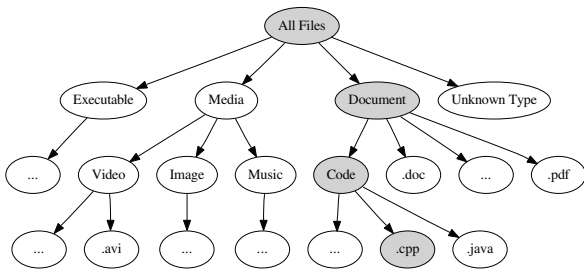 All Files
Executable
Media
Document
Unknown Type
...
Video
Image
Music
Code
.doc
...
.pdf
...
.avi
...
...
...
.cpp
.java